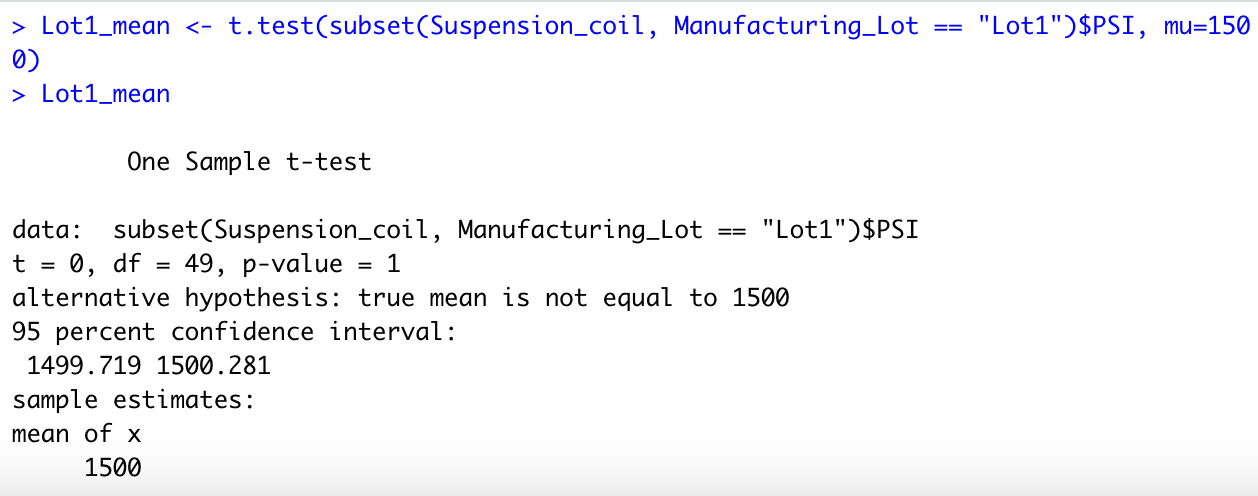 > Lot1_mean <- t.test(subset(Suspension_coil, Manufacturing_Lot == "Lot1")$PSI, mu=150
0)
> Lot1_mean
One Sample t-test
data:  subset(Suspension_coil, Manufacturing_Lot == "Lot1")$PSI
t = 0, df = 49, p-value = 1
alternative hypothesis: true mean is not equal to 1500
95 percent confidence interval:
1499.719 1500.281
sample estimates:
mean of x
1500